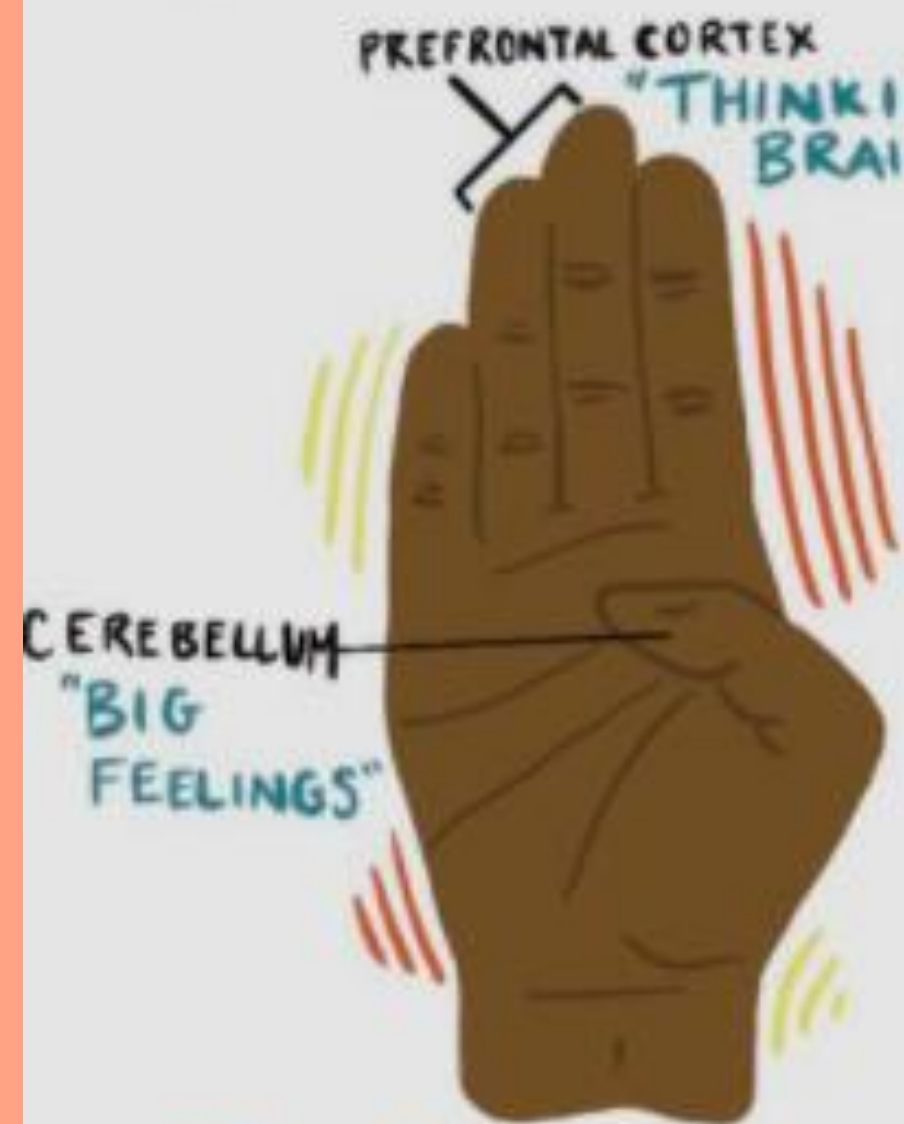 PREFRONTAL CORTEX
"THINKI
BRAI
CEREBELLUM
"BIG
FEELINGS"